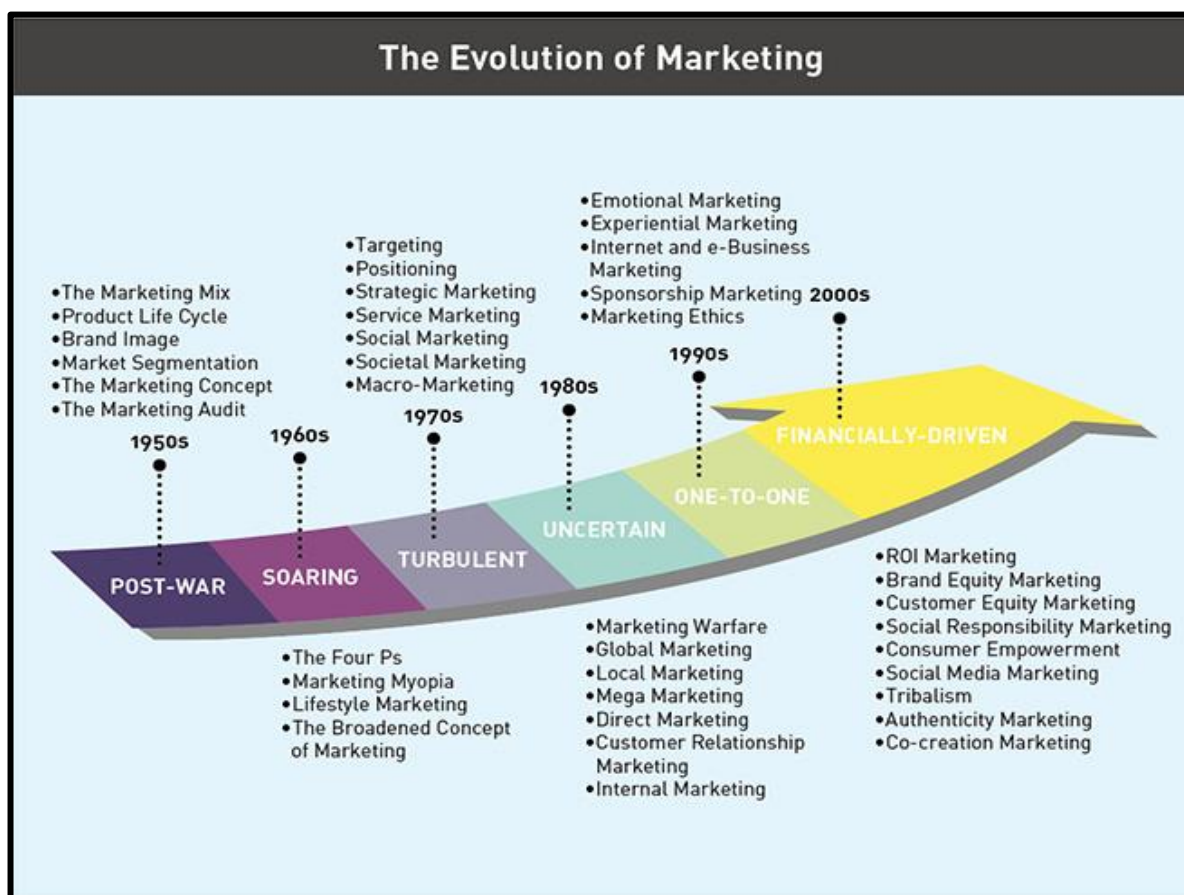 The Evolution of Marketing
•The Marketing Mix
•Product Life Cycle
•Brand Image
•Market Segmentation
•The Marketing Concept
•The Marketing Audit
1950s
POST-WAR
1960s
SOARING
•The Four Ps
•Marketing Myopia
•Lifestyle Marketing
•The Broadened Concept
of Marketing
•Targeting
•Positioning
•Strategic Marketing
•Service Marketing
•Social Marketing
•Societal Marketing
•Macro-Marketing
1970s
TURBULENT
1980s
UNCERTAIN
•Marketing Warfare
•Global Marketing
•Local Marketing
•Mega Marketing
•Direct Marketing
•Customer Relationship
Marketing
•Internal Marketing
•Emotional Marketing
•Experiential Marketing
•Internet and e-Business
Marketing
•Sponsorship Marketing
•Marketing Ethics
1990s
ONE-TO-ONE
2000s
FINANCIALLY-DRIVEN
•ROI Marketing
•Brand Equity Marketing
•Customer Equity Marketing
•Social Responsibility Marketing
•Consumer Empowerment
•Social Media Marketing
•Tribalism
•Authenticity Marketing
•Co-creation Marketing